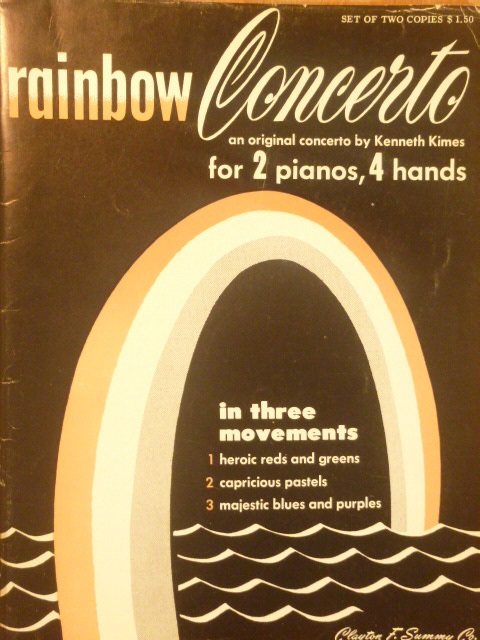 SET OF TWO COPIES $1.50
rainbow Concerto
an original concerto by Kenneth Kimes
for 2 pianos, 4 hands
in three
movements
1 heroic reds and greens
2 capricious pastels
3 majestic blues and purples
Clayton F. Summy Co.